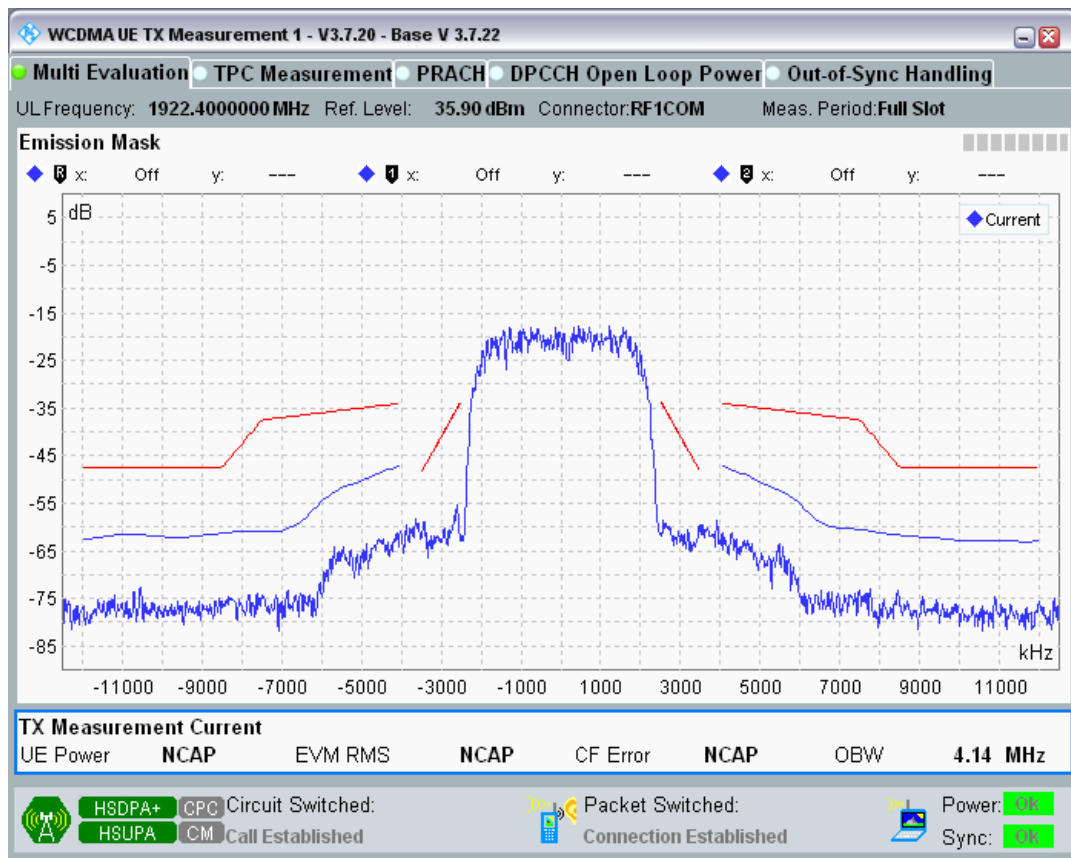 WCDMA UE TX Measurement 1 - V3.7.20 - Base V 3.7.22
Multi Evaluation TPC Measurement PRACH DPCCH Open Loop Power Out-of-Sync Handling
UL Frequency: 1922.4000000 MHz Ref. Level: 35.90 dBm Connector:RF1COM Meas. Period:Full Slot
Emission Mask
R x: Off y: --- 1 x: Off y: --- 2 x: Off y: ---
dB
Current
5
-5
-15
-25
-35
-45
-55
-65
-75
-85
kHz
-11000 -9000 -7000 -5000 -3000 -1000 1000 3000 5000 7000 9000 11000
TX Measurement Current
UE Power NCAP EVM RMS NCAP CF Error NCAP OBW 4.14 MHz
HSDPA+ CPC Circuit Switched: Packet Switched: Power: OK
HSUPA CM Call Established Connection Established Sync: OK